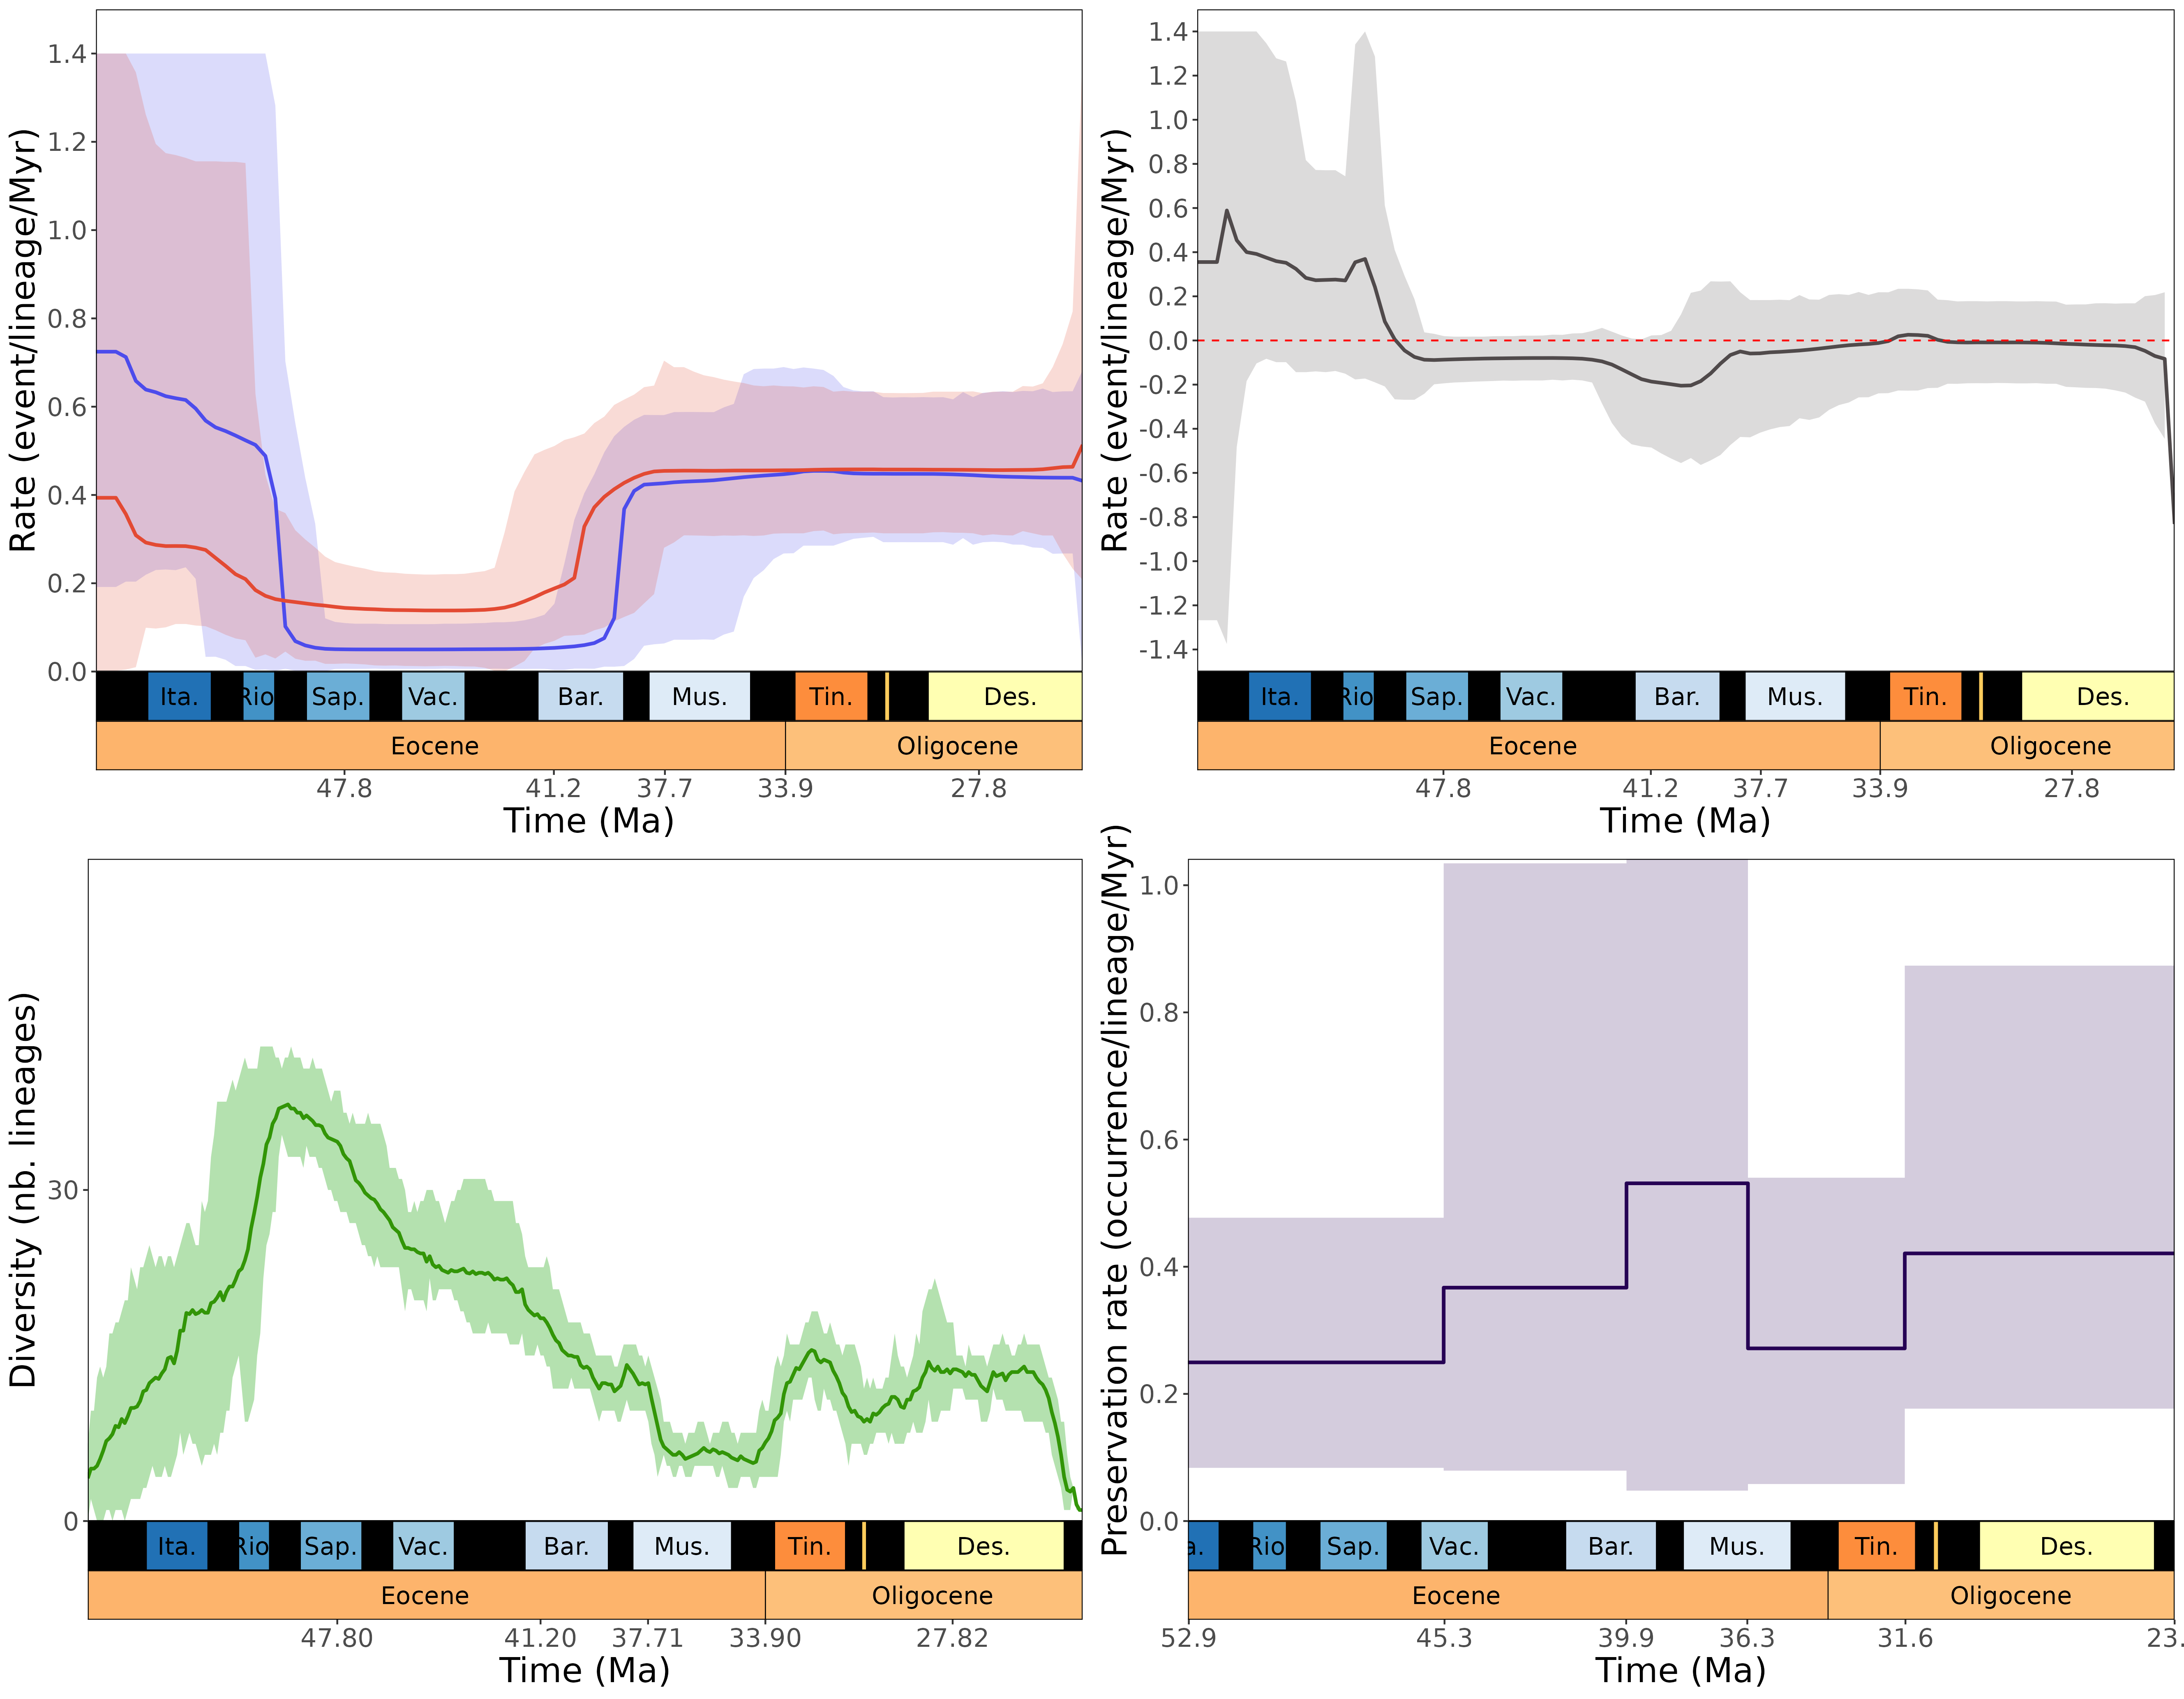 Rate (event/lineage/Myr)
1.4
1.2
1.0
0.8
0.6
0.4
0.2
0.0
Ita. Rio Sap. Vac. Bar. Mus. Tin. Des.
Eocene Oligocene
47.8 41.2 37.7 33.9 27.8
Time (Ma)
Rate (event/lineage/Myr)
1.4
1.2
1.0
0.8
0.6
0.4
0.2
0.0
-0.2
-0.4
-0.6
-0.8
-1.0
-1.2
-1.4
Ita. Rio Sap. Vac. Bar. Mus. Tin. Des.
Eocene Oligocene
47.8 41.2 37.7 33.9 27.8
Time (Ma)
Diversity (nb. lineages)
30
0
Ita. Rio Sap. Vac. Bar. Mus. Tin. Des.
Eocene Oligocene
47.80 41.20 37.71 33.90 27.82
Time (Ma)
Preservation rate (occurrence/lineage/Myr)
1.0
0.8
0.6
0.4
0.2
0.0
a. Rio Sap. Vac. Bar. Mus. Tin. Des.
Eocene Oligocene
52.9 45.3 39.9 36.3 31.6 23.
Time (Ma)